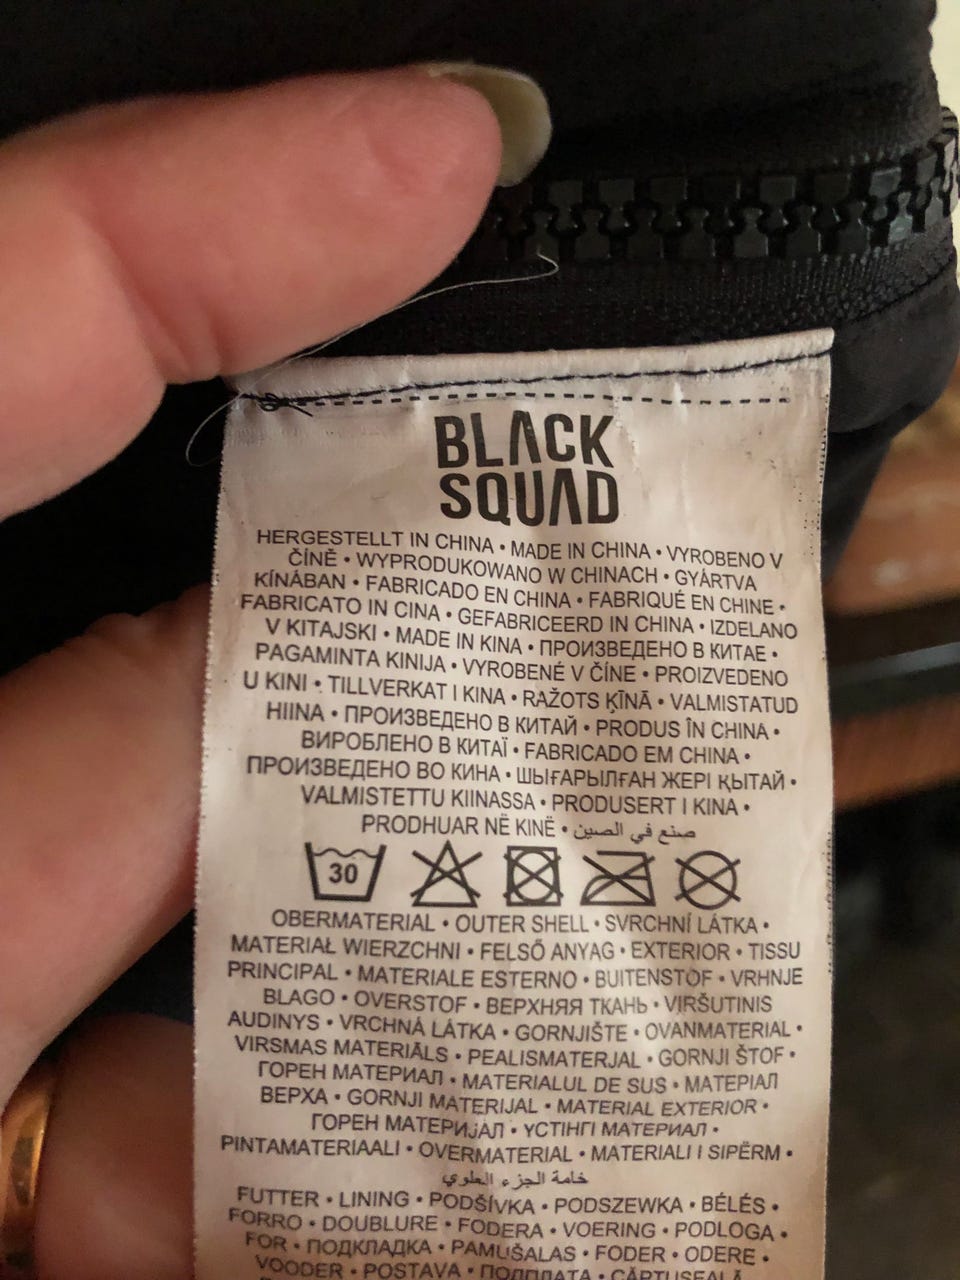 BLACK
SQUAD
HERGESTELLT IN CHINA • MADE IN CHINA • VYROBENO V
ČÍNĚ • WYPRODUKOWANO W CHINACH • GYÁRTVA
KÍNÁBAN • FABRICADO EN CHINA • FABRIQUÉ EN CHINE •
FABRICATO IN CINA • GEFABRICEERD IN CHINA • IZDELANO
V KITAJSKI • MADE IN KINA • ПРОИЗВЕДЕНО В КИТАЕ •
PAGAMINTA KINIJA • VYROBENÉ V ČÍNE • PROIZVEDENO
U KINI • TILLVERKAT I KINA • RAŽOTS ĶĪNĀ • VALMISTATUD
HIINA • ПРОИЗВЕДЕНО В КИТАЙ • PRODUS ÎN CHINA •
ВИРОБЛЕНО В КИТАЇ • FABRICADO EM CHINA •
ПРОИЗВЕДЕНО ВО КИНА • ШЫҒАРЫЛҒАН ЖЕРІ ҚЫТАЙ •
VALMISTETTU KIINASSA • PRODUSERT I KINA •
PRODHUAR NË KINË • صنع في الصين
30
OBERMATERIAL • OUTER SHELL • SVRCHNÍ LÁTKA •
MATERIAŁ WIERZCHNI • FELSŐ ANYAG • EXTERIOR • TISSU
PRINCIPAL • MATERIALE ESTERNO • BUITENSTOF • VRHNJE
BLAGO • OVERSTOF • ВЕРХНЯЯ ТКАНЬ • VIRŠUTINIS
AUDINYS • VRCHNÁ LÁTKA • GORNJIŠTE • OVANMATERIAL •
VIRSMAS MATERIĀLS • PEALISMATERJAL • GORNJI ŠTOF •
ГОРЕН МАТЕРИАЛ • MATERIALUL DE SUS • МАТЕРІАЛ
ВЕРХА • GORNJI MATERIJAL • MATERIAL EXTERIOR •
ГОРЕН МАТЕРИЈАЛ • ҮСТІНГІ МАТЕРИАЛ •
PINTAMATERIAALI • OVERMATERIAL • MATERIALI I SIPËRM •
خامة الجزء العلوي
FUTTER • LINING • PODŠÍVKA • PODSZEWKA • BÉLÉS •
FORRO • DOUBLURE • FODERA • VOERING • PODLOGA •
FOR • ПОДКЛАДКА • PAMUŠALAS • FODER • ODERE •
VOODER • POSTAVA • ПОДПЛАТА • CĂPTUŞEALĂ